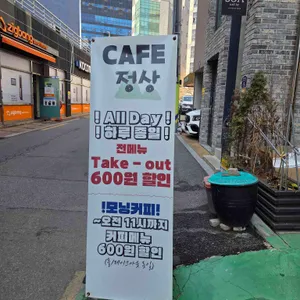 CAFE
정상
! All Day !
! 하루 종일 !
전메뉴
Take - out
600원 할인
!모닝커피!
~오전 11시까지
커피메뉴
600원 할인
zigbang